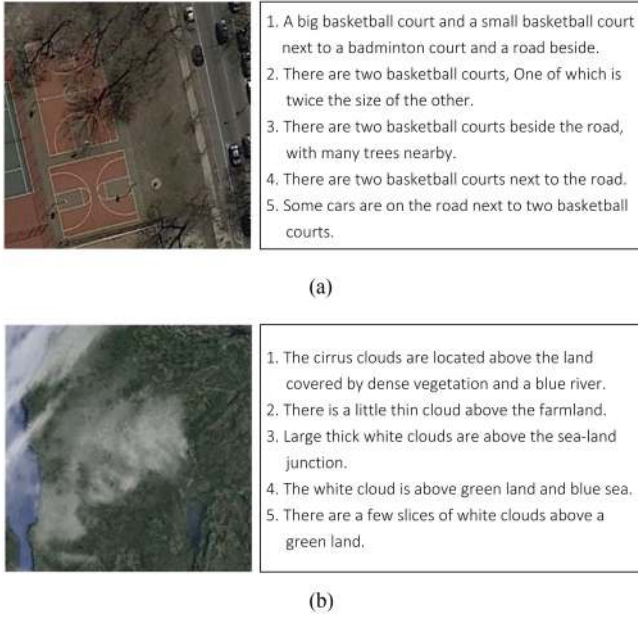 1. A big basketball court and a small basketball court
next to a badminton court and a road beside.
2. There are two basketball courts, One of which is
twice the size of the other.
3. There are two basketball courts beside the road,
with many trees nearby.
4. There are two basketball courts next to the road.
5. Some cars are on the road next to two basketball
courts.
(a)
1. The cirrus clouds are located above the land
covered by dense vegetation and a blue river.
2. There is a little thin cloud above the farmland.
3. Large thick white clouds are above the sea-land
junction.
4. The white cloud is above green land and blue sea.
5. There are a few slices of white clouds above a
green land.
(b)